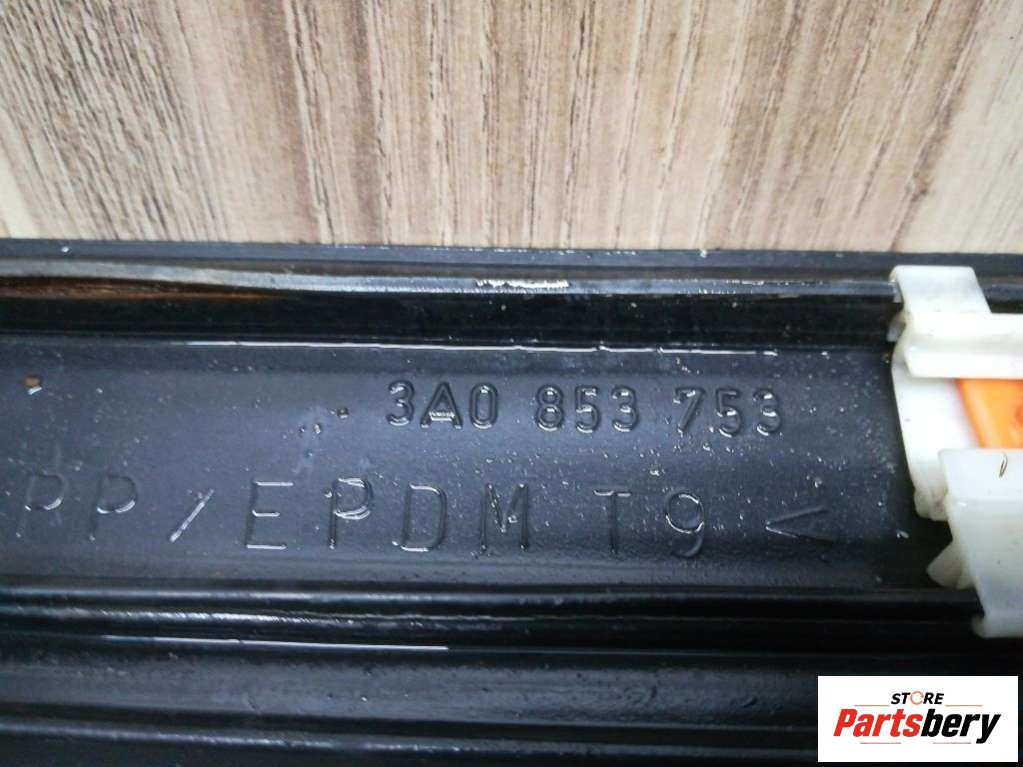 3A0 853 753
PP/EPDM T9<
STORE
Partsbery